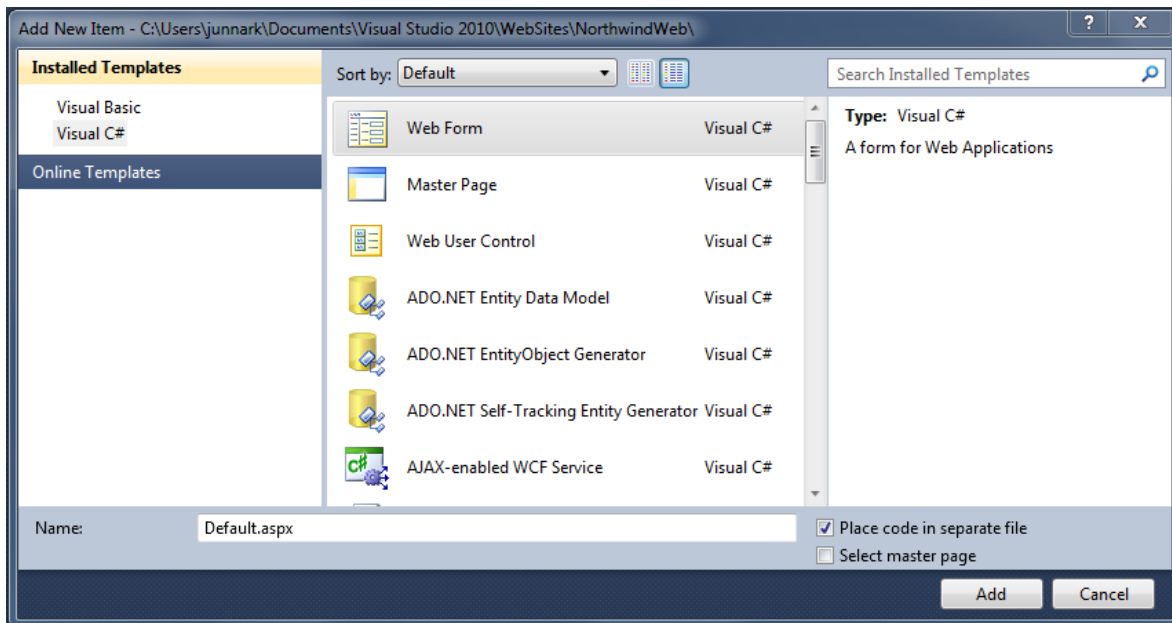 Add New Item - C:\Users\junnark\Documents\Visual Studio 2010\WebSites\NorthwindWeb\
? x
Installed Templates
Visual Basic
Visual C#
Online Templates
Sort by: Default
Search Installed Templates
Web Form Visual C#
Master Page Visual C#
Web User Control Visual C#
ADO.NET Entity Data Model Visual C#
ADO.NET EntityObject Generator Visual C#
ADO.NET Self-Tracking Entity Generator Visual C#
C# AJAX-enabled WCF Service Visual C#
Type: Visual C#
A form for Web Applications
Name: Default.aspx
Place code in separate file
Select master page
Add Cancel